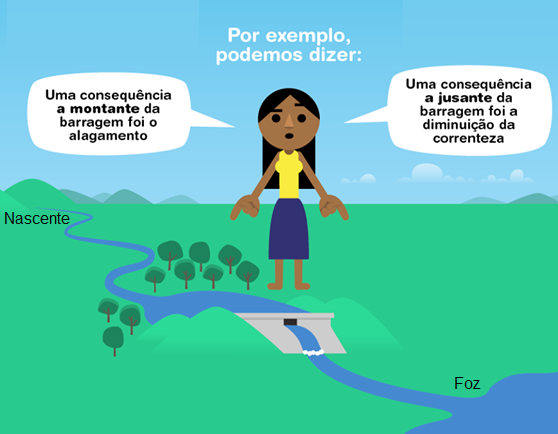 Por exemplo,
podemos dizer:
Uma consequência
a montante da
barragem foi o
alagamento
Uma consequência
a jusante da
barragem foi a
diminuição da
correnteza
Nascente
Foz